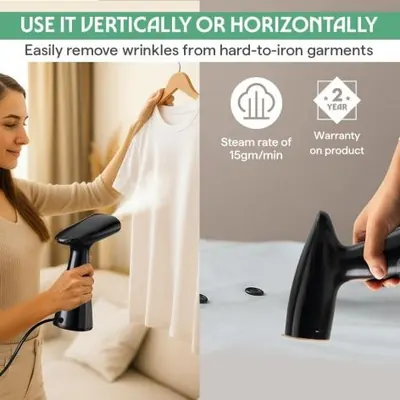 USE IT VERTICALLY OR HORIZONTALLY
Easily remove wrinkles from hard-to-iron garments
2
YEAR
Steam rate of
15gm/min
Warranty
on product